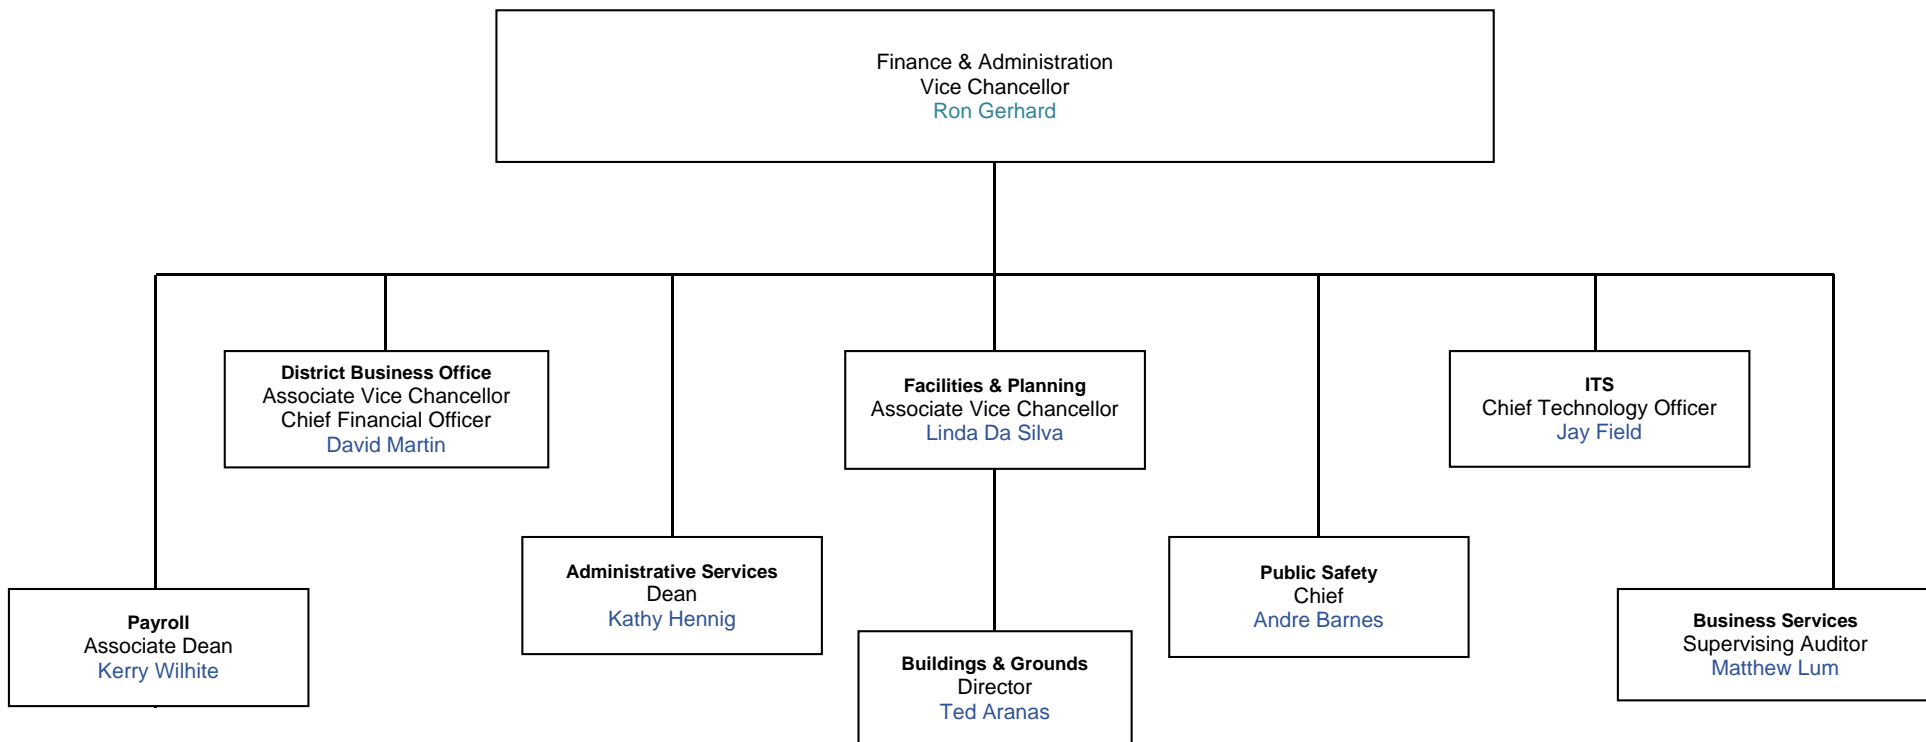 Finance & Administration
Vice Chancellor
Ron Gerhard
District Business Office
Associate Vice Chancellor
Chief Financial Officer
David Martin
Facilities & Planning
Associate Vice Chancellor
Linda Da Silva
ITS
Chief Technology Officer
Jay Field
Administrative Services
Dean
Kathy Hennig
Public Safety
Chief
Andre Barnes
Payroll
Associate Dean
Kerry Wilhite
Buildings & Grounds
Director
Ted Aranas
Business Services
Supervising Auditor
Matthew Lum